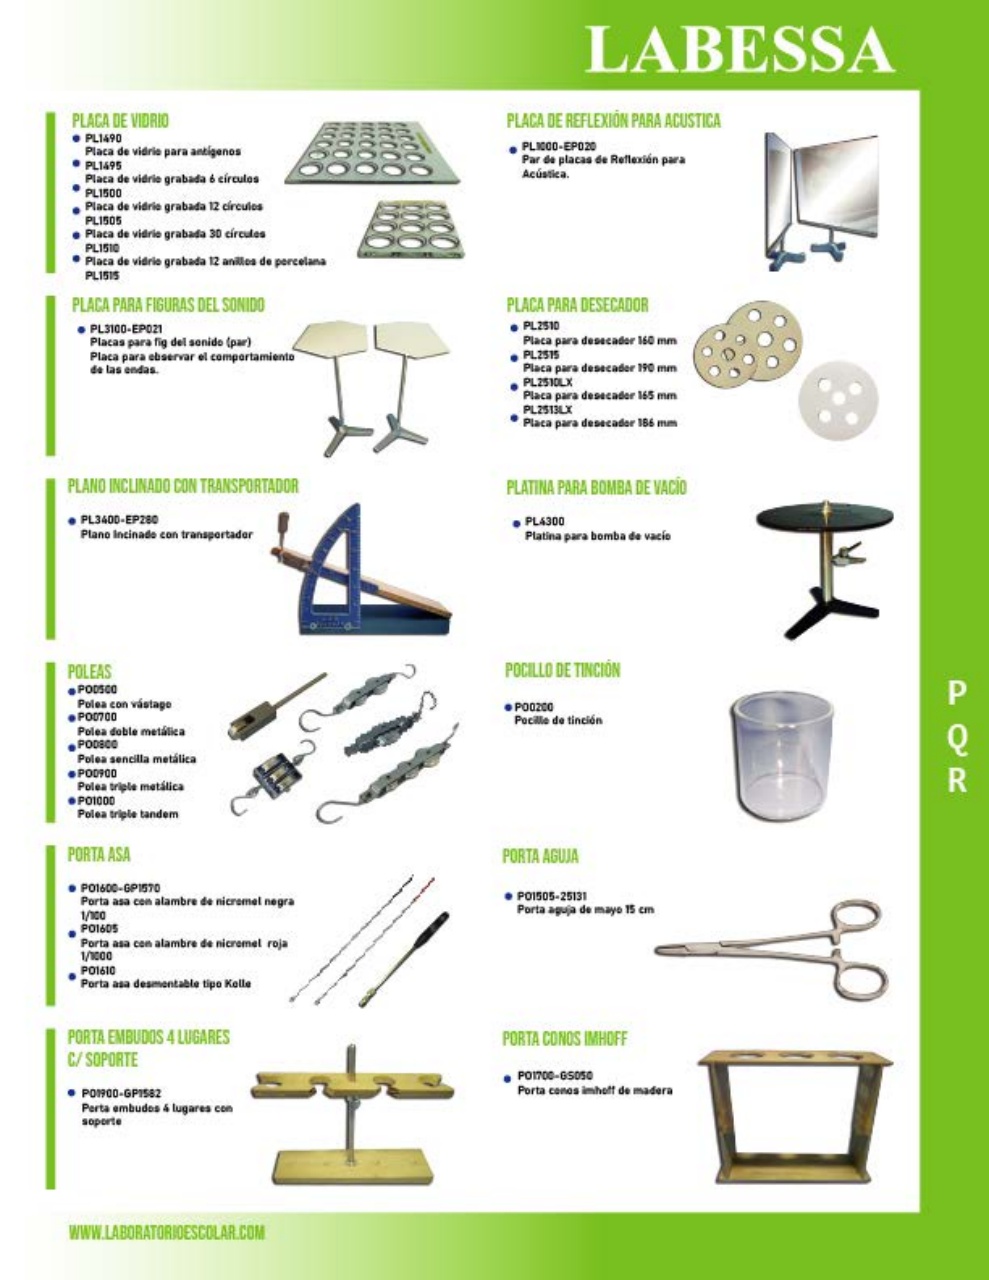 LABESSA
PLACA DE VIDRIO
PL1490
Placa de vidrio para antígenos
PL1495
Placa de vidrio grabada 6 círculos
PL1500
Placa de vidrio grabada 12 círculos
PL1505
Placa de vidrio grabada 30 círculos
PL1510
Placa de vidrio grabada 12 anillos de porcelana
PL1515
PLACA DE REFLEXIÓN PARA ACUSTICA
PL1000-EP020
Par de placas de Reflexión para
Acústica.
PLACA PARA FIGURAS DEL SONIDO
PL3100-EP021
Placas para fig del sonido (par)
Placa para observar el comportamiento
de las ondas.
PLACA PARA DESECADOR
PL2510
Placa para desecador 160 mm
PL2515
Placa para desecador 190 mm
PL2510LX
Placa para desecador 165 mm
PL2513LX
Placa para desecador 186 mm
PLANO INCLINADO CON TRANSPORTADOR
PL3400-EP280
Plano Incinado con transportador
PLATINA PARA BOMBA DE VACÍO
PL4300
Platina para bomba de vacío
POLEAS
PO0500
Polea con vástago
PO0700
Polea doble metálica
PO0800
Polea sencilla metálica
PO0900
Polea triple metálica
PO1000
Polea triple tandem
POCILLO DE TINCIÓN
PO0200
Pocillo de tinción
P
Q
R
PORTA ASA
PO1600-GP1570
Porta asa con alambre de nicromel negra
1/100
PO1605
Porta asa con alambre de nicromel roja
1/1000
PO1610
Porta asa desmontable tipo Kolle
PORTA AGUJA
PO1505-25131
Porta aguja de mayo 15 cm
PORTA EMBUDOS 4 LUGARES
C/ SOPORTE
PO1900-GP1582
Porta embudos 4 lugares con
soporte
PORTA CONOS IMHOFF
PO1700-GS050
Porta conos imhoff de madera
WWW.LABORATORIOESCOLAR.COM